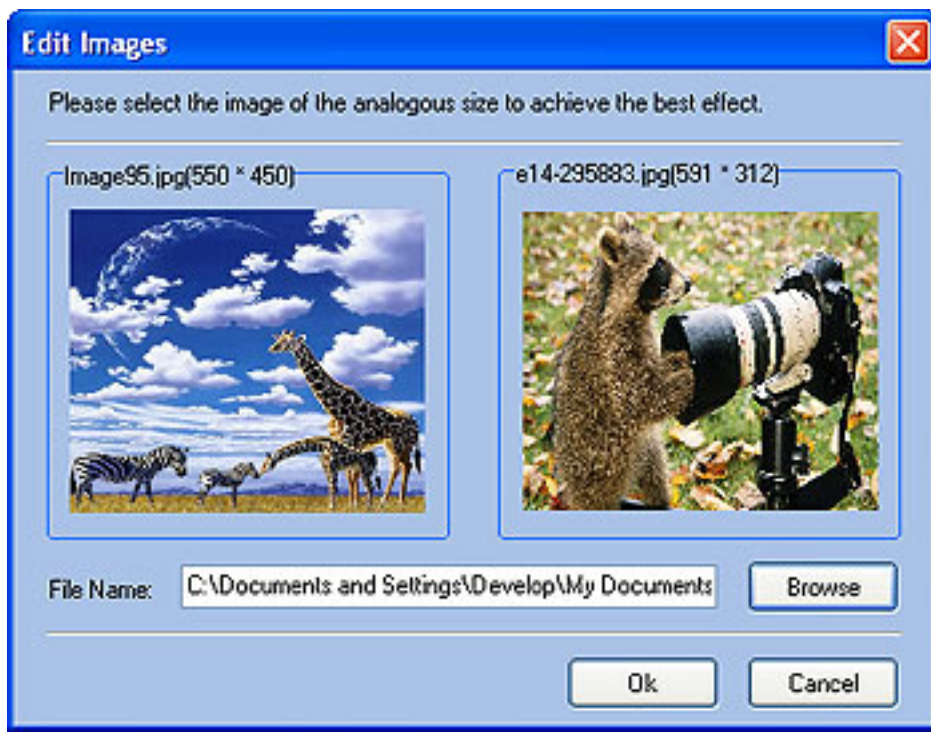 Edit Images
Please select the image of the analogous size to achieve the best effect.
Image95.jpg(550 * 450)
e14-295883.jpg(591 * 312)
File Name:
C:\Documents and Settings\Develop\My Documents
Browse
Ok
Cancel